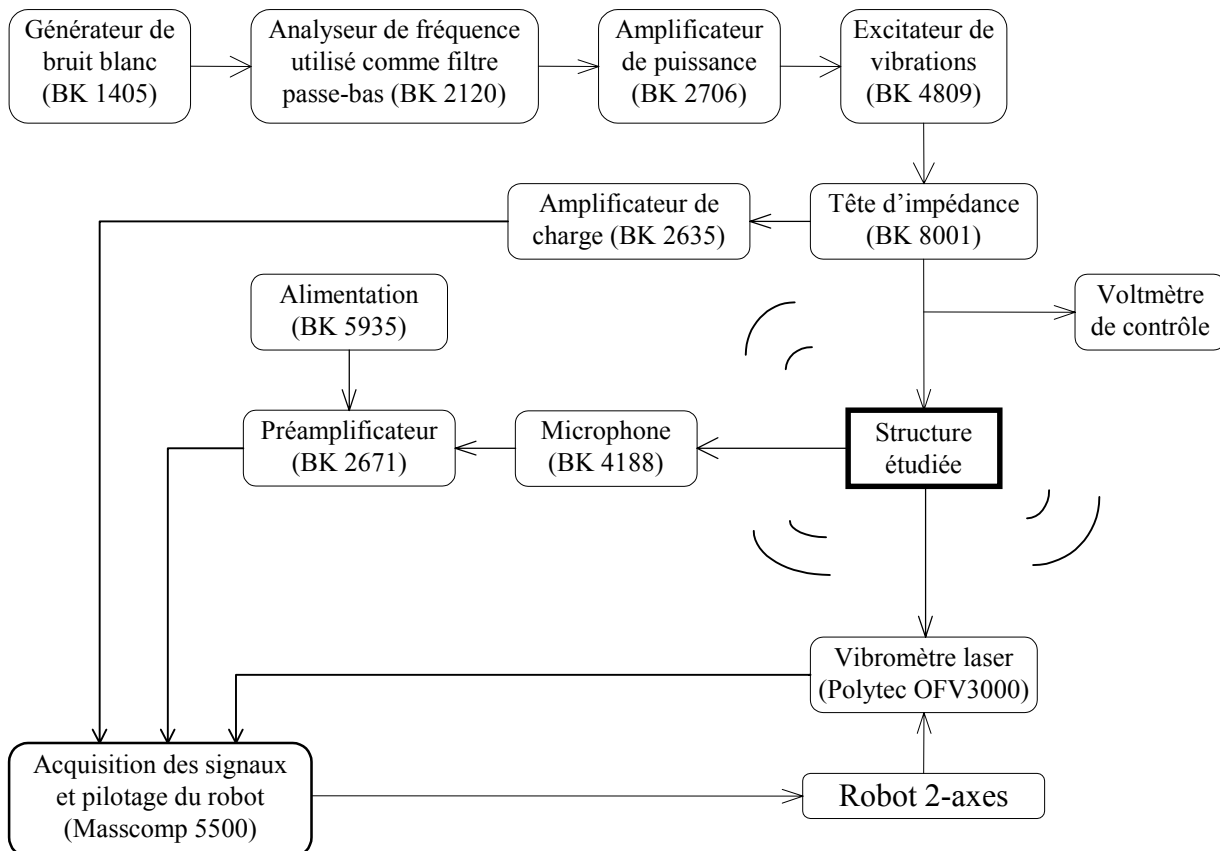 Générateur de
bruit blanc
(BK 1405)
Analyseur de fréquence
utilisé comme filtre
passe-bas (BK 2120)
Amplificateur
de puissance
(BK 2706)
Excitateur de
vibrations
(BK 4809)
Amplificateur de
charge (BK 2635)
Tête d’impédance
(BK 8001)
Alimentation
(BK 5935)
Voltmètre
de contrôle
Préamplificateur
(BK 2671)
Microphone
(BK 4188)
Structure
étudiée
Vibromètre laser
(Polytec OFV3000)
Acquisition des signaux
et pilotage du robot
(Masscomp 5500)
Robot 2-axes